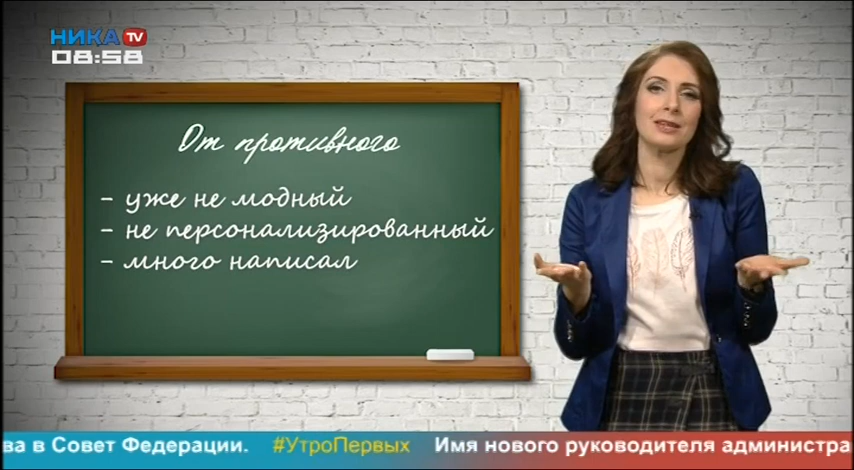 НИКА TV
08:58
От противного
- уже не модный
- не персонализированный
- много написал
ва в Совет Федерации. #УтроПервых Имя нового руководителя администра